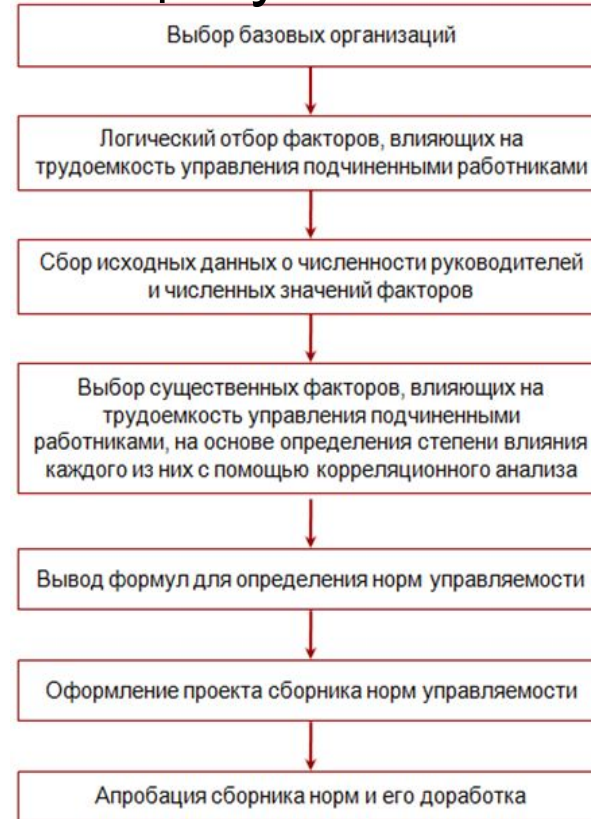 Выбор базовых организаций
Логический отбор факторов, влияющих на
трудоемкость управления подчиненными работниками
Сбор исходных данных о численности руководителей
и численных значений факторов
Выбор существенных факторов, влияющих на
трудоемкость управления подчиненными
работниками, на основе определения степени влияния
каждого из них с помощью корреляционного анализа
Вывод формул для определения норм управляемости
Оформление проекта сборника норм управляемости
Апробация сборника норм и его доработка